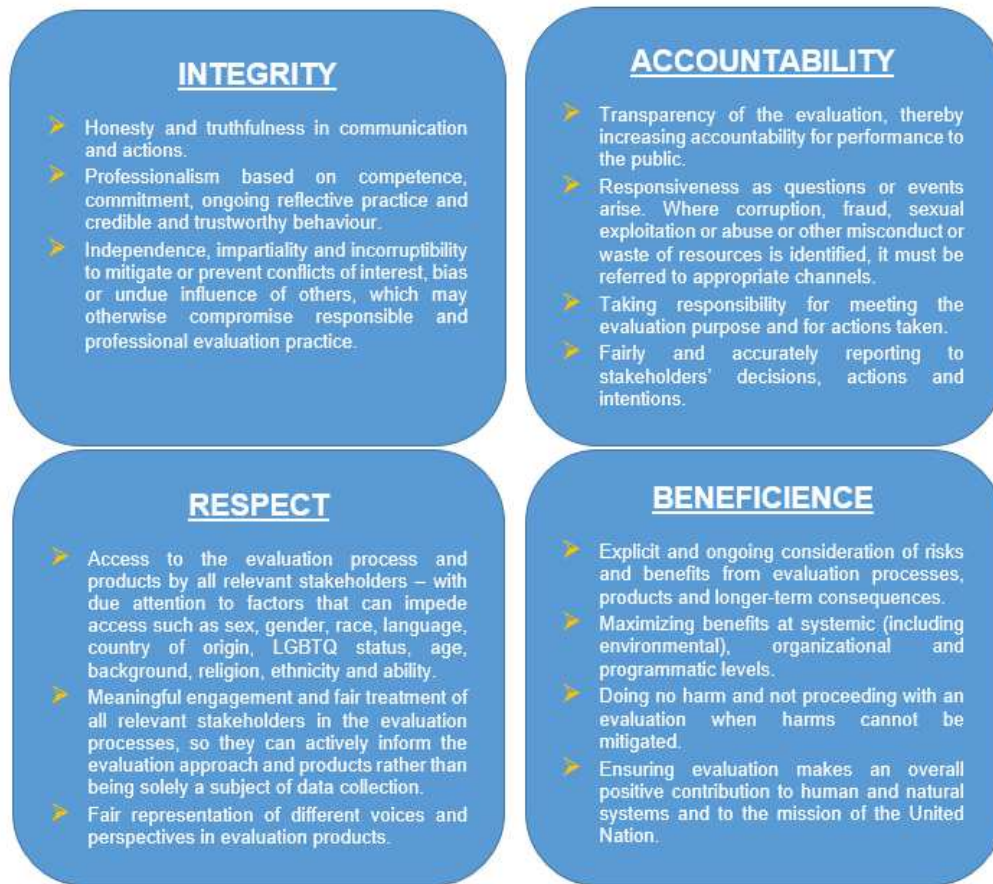 INTEGRITY
Honesty and truthfulness in communication
and actions.
Professionalism based on competence,
commitment, ongoing reflective practice and
credible and trustworthy behaviour.
Independence, impartiality and incorruptibility
to mitigate or prevent conflicts of interest, bias
or undue influence of others, which may
otherwise compromise responsible and
professional evaluation practice.
ACCOUNTABILITY
Transparency of the evaluation, thereby
increasing accountability for performance to
the public.
Responsiveness as questions or events
arise. Where corruption, fraud, sexual
exploitation or abuse or other misconduct or
waste of resources is identified, it must be
referred to appropriate channels.
Taking responsibility for meeting the
evaluation purpose and for actions taken.
Fairly and accurately reporting to
stakeholders’ decisions, actions and
intentions.
RESPECT
Access to the evaluation process and
products by all relevant stakeholders – with
due attention to factors that can impede
access such as sex, gender, race, language,
country of origin, LGBTQ status, age,
background, religion, ethnicity and ability.
Meaningful engagement and fair treatment of
all relevant stakeholders in the evaluation
processes, so they can actively inform the
evaluation approach and products rather than
being solely a subject of data collection.
Fair representation of different voices and
perspectives in evaluation products.
BENEFICIENCE
Explicit and ongoing consideration of risks
and benefits from evaluation processes,
products and longer-term consequences.
Maximizing benefits at systemic (including
environmental), organizational and
programmatic levels.
Doing no harm and not proceeding with an
evaluation when harms cannot be
mitigated.
Ensuring evaluation makes an overall
positive contribution to human and natural
systems and to the mission of the United
Nation.